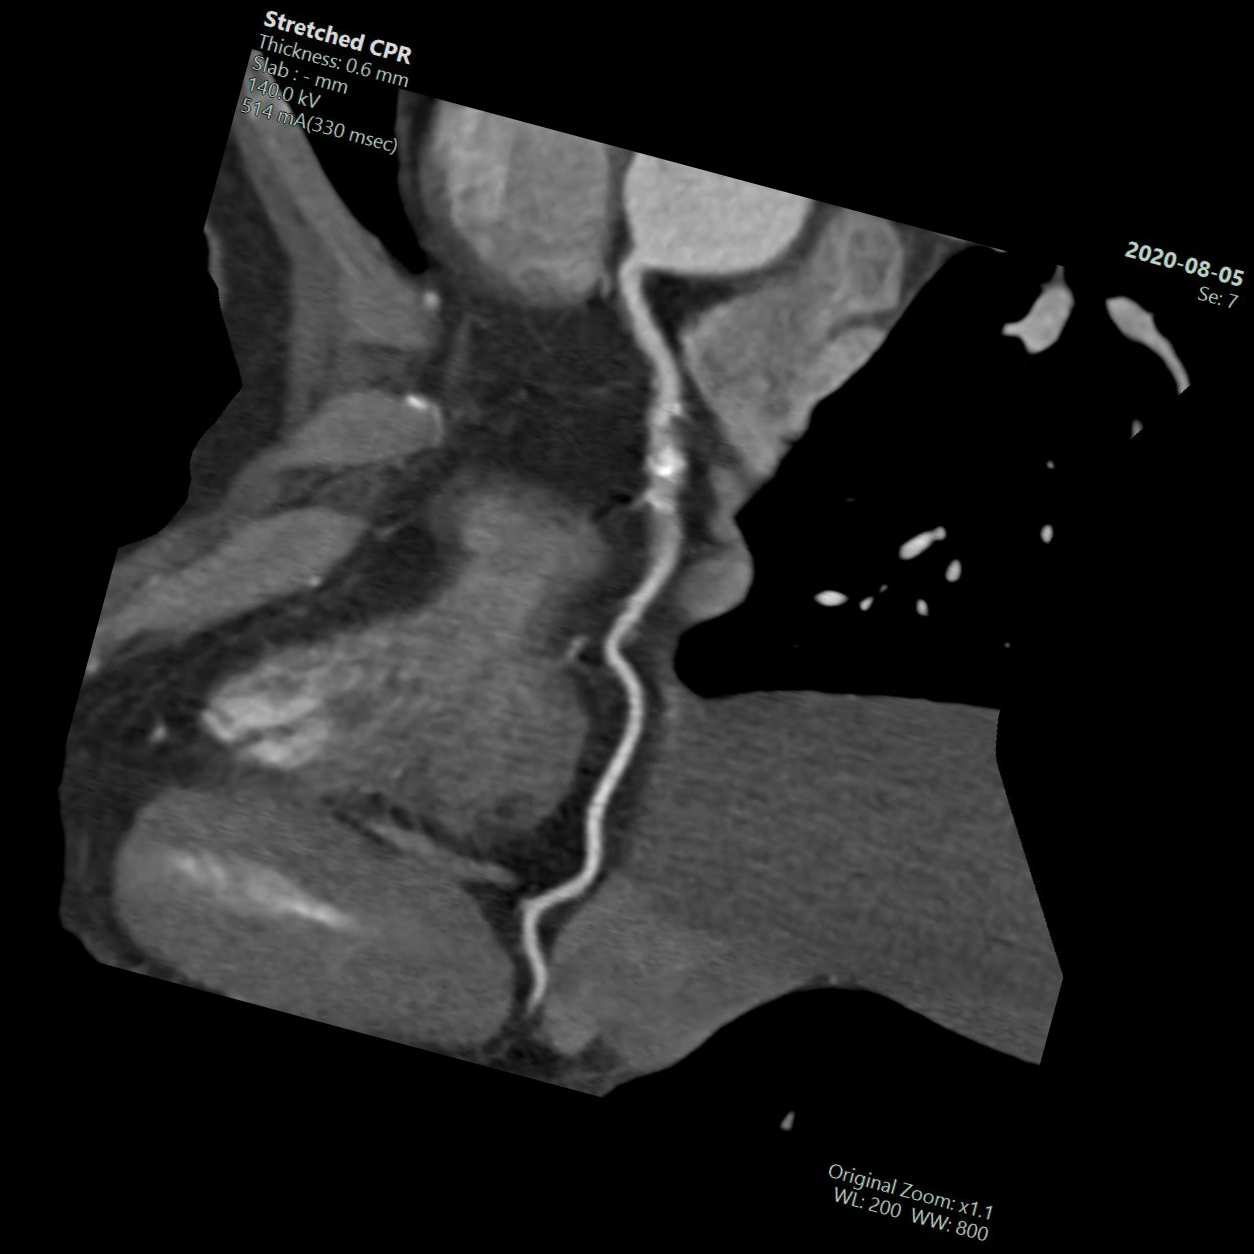 Stretched CPR
Thickness: 0.6 mm
Slab : - mm
140.0 kV
514 mA(330 msec)
2020-08-05
Se: 7
Original Zoom: x1.1
WL: 200 WW: 800